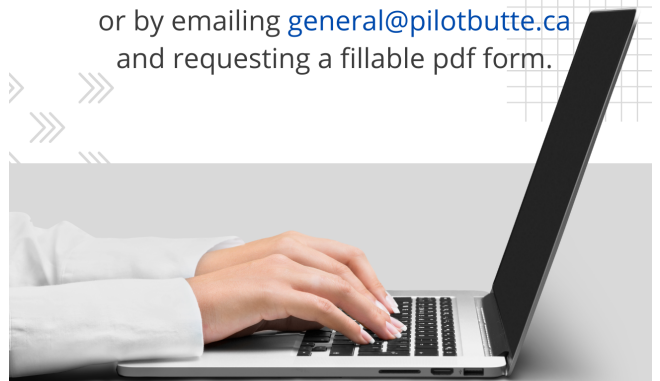 or by emailing general@pilotbutte.ca
and requesting a fillable pdf form.